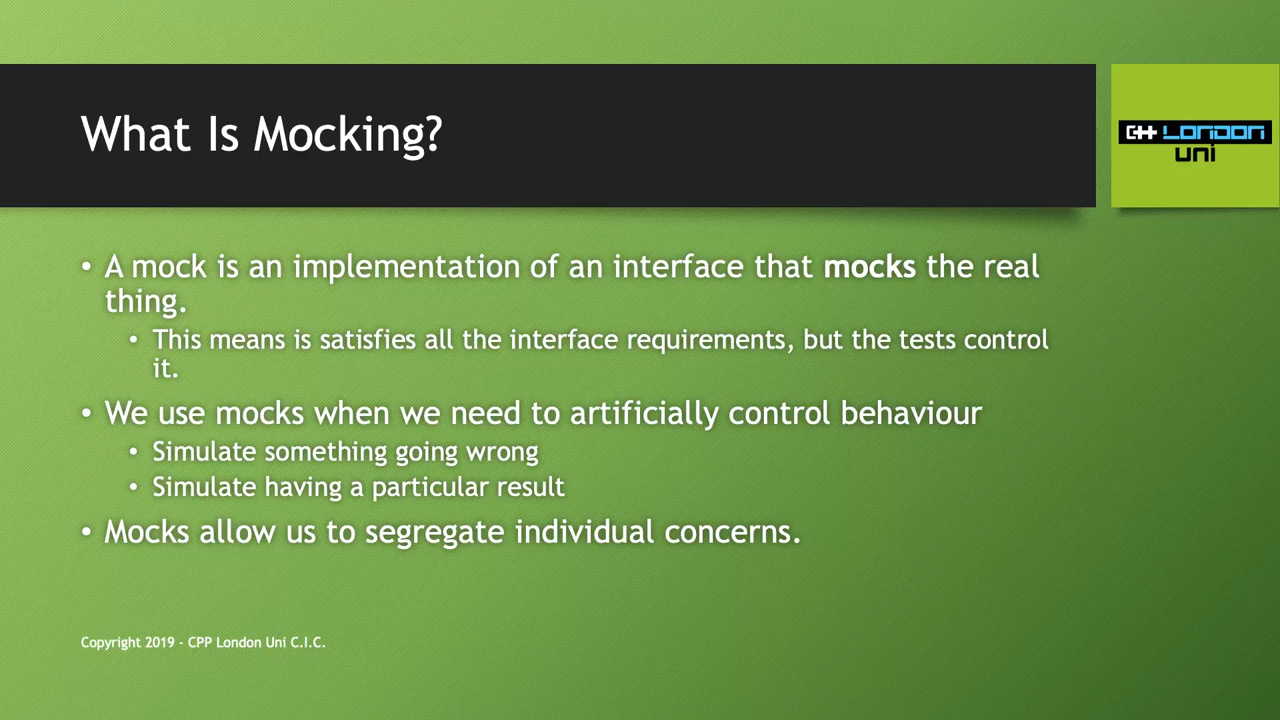 What Is Mocking?
C++ London
uni
• A mock is an implementation of an interface that mocks the real
thing.
• This means is satisfies all the interface requirements, but the tests control
it.
• We use mocks when we need to artificially control behaviour
• Simulate something going wrong
• Simulate having a particular result
• Mocks allow us to segregate individual concerns.
Copyright 2019 - CPP London Uni C.I.C.